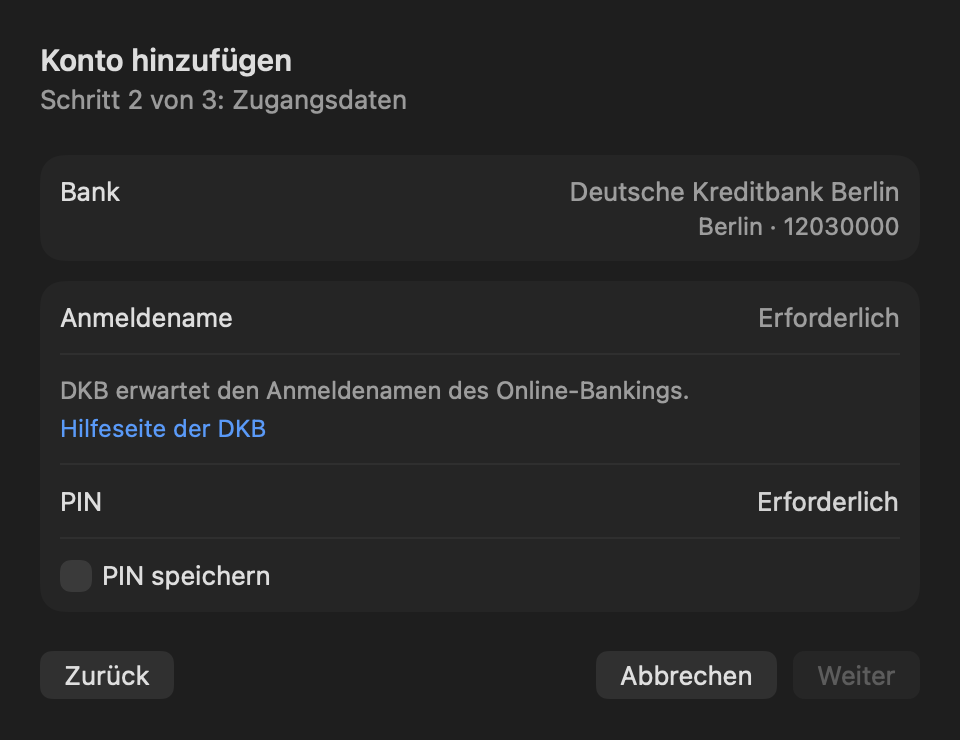 Konto hinzufügen
Schritt 2 von 3: Zugangsdaten
Bank
Deutsche Kreditbank Berlin
Berlin · 12030000
Anmeldename
Erforderlich
DKB erwartet den Anmeldenamen des Online-Bankings.
Hilfeseite der DKB
PIN
Erforderlich
PIN speichern
Zurück
Abbrechen
Weiter